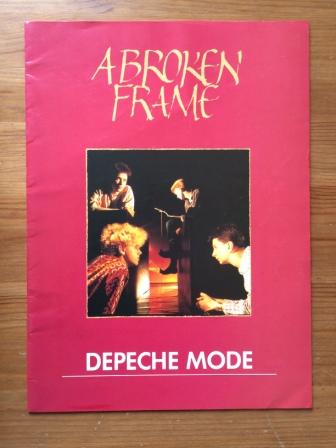 A BROKEN
FRAME
DEPECHE MODE